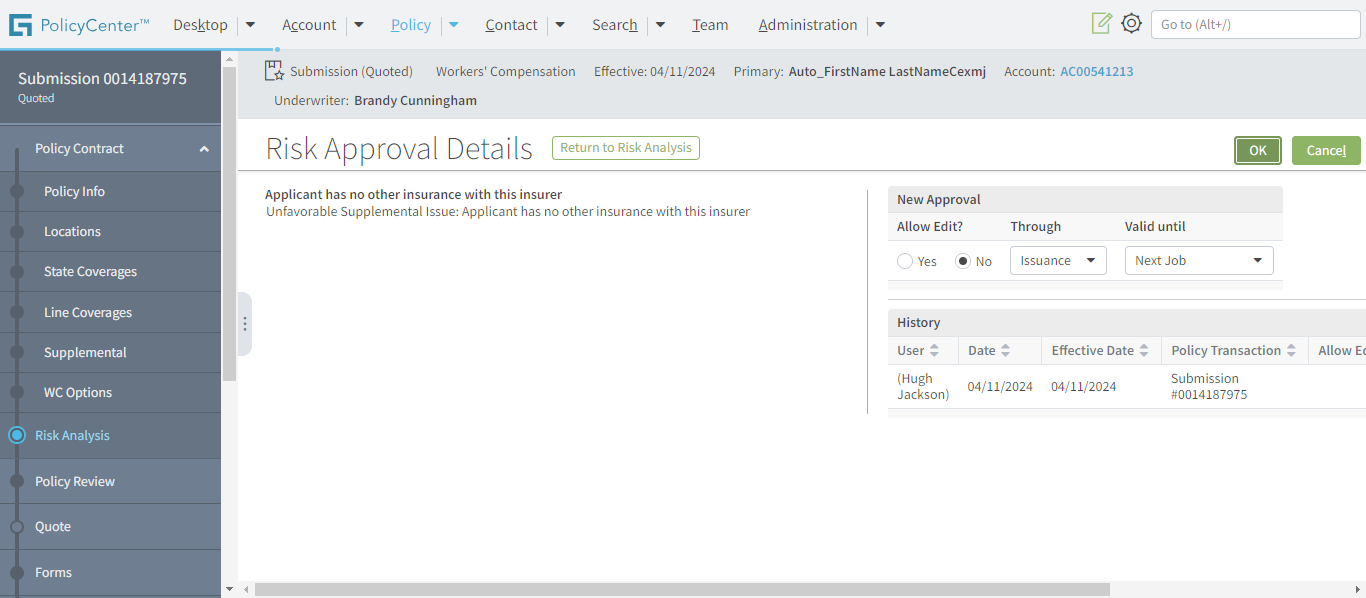 PolicyCenter™ Desktop Account Policy Contact Search Team Administration Go to (Alt+/)
Submission 0014187975
Quoted
Policy Contract
Policy Info
Locations
State Coverages
Line Coverages
Supplemental
WC Options
Risk Analysis
Policy Review
Quote
Forms
Submission (Quoted) Workers' Compensation Effective: 04/11/2024 Primary: Auto_FirstName LastNameCexmj Account: AC00541213
Underwriter: Brandy Cunningham
Risk Approval Details Return to Risk Analysis OK Cancel
Applicant has no other insurance with this insurer
Unfavorable Supplemental Issue: Applicant has no other insurance with this insurer
New Approval
Allow Edit? Through Valid until
Yes No Issuance Next Job
History
User Date Effective Date Policy Transaction Allow Ed
(Hugh Jackson) 04/11/2024 04/11/2024 Submission #0014187975